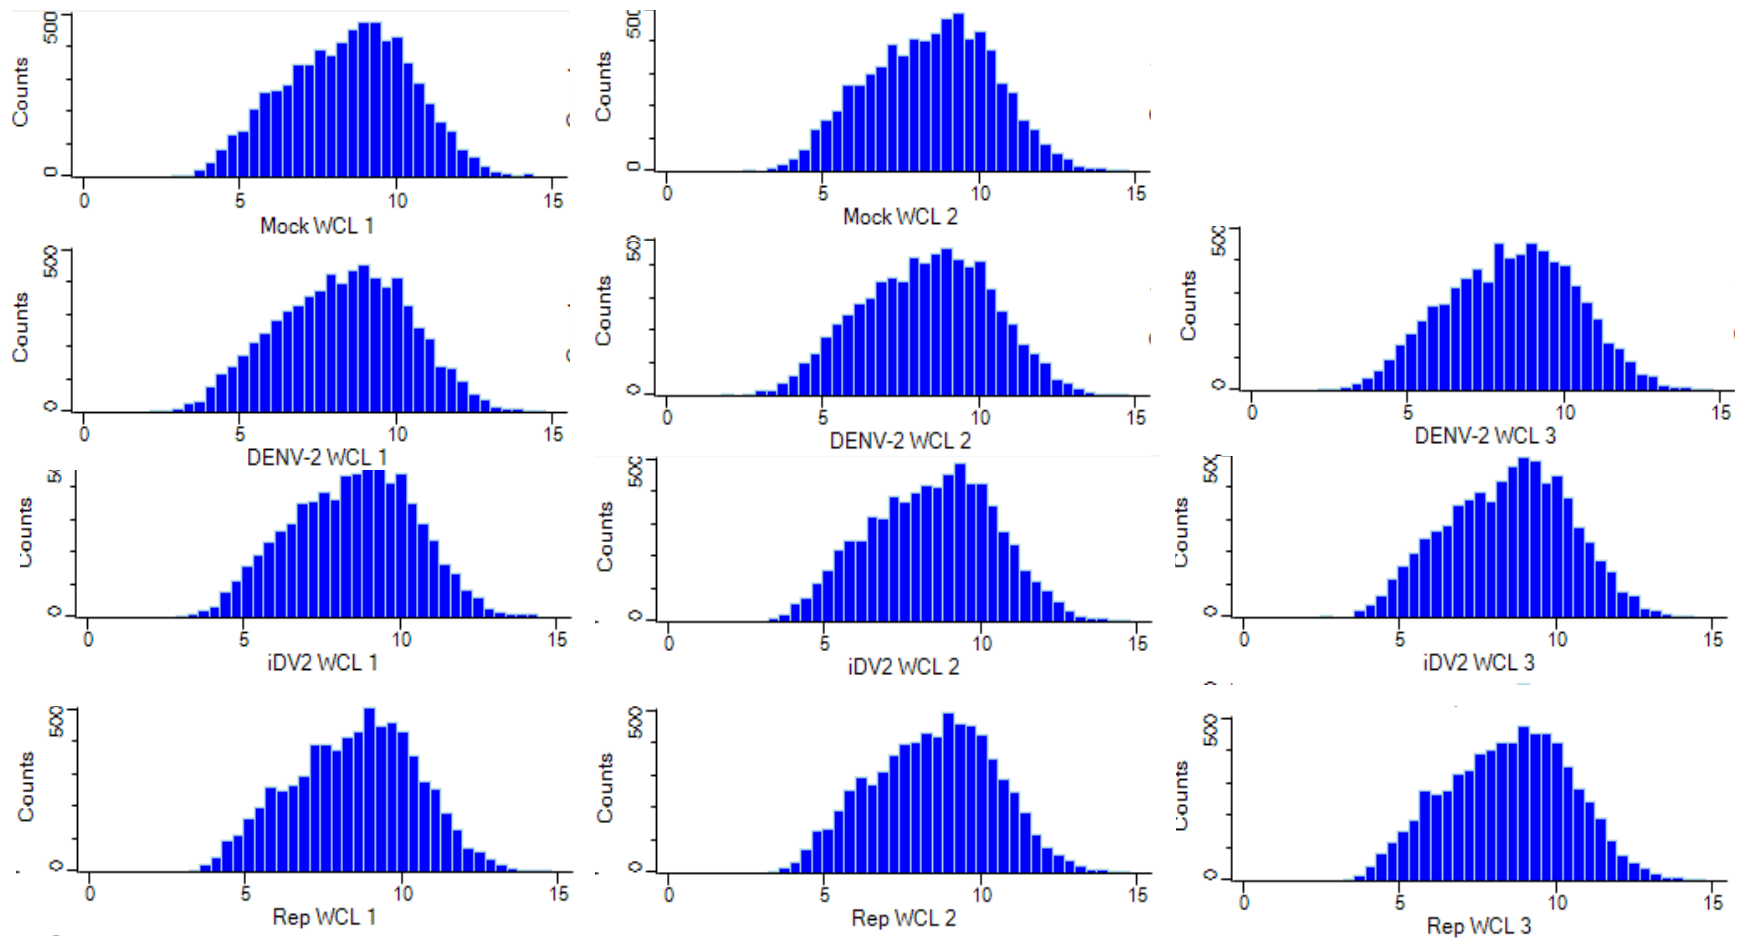 500
Counts
0
0 5 10 15
Mock WCL 1
500
Counts
0
0 5 10 15
Mock WCL 2
500
Counts
0
0 5 10 15
DENV-2 WCL 1
500
Counts
0
0 5 10 15
DENV-2 WCL 2
500
Counts
0
0 5 10 15
DENV-2 WCL 3
Counts
0
0 5 10 15
iDV2 WCL 1
500
Counts
0
0 5 10 15
iDV2 WCL 2
500
Counts
0
0 5 10 15
iDV2 WCL 3
500
Counts
0
0 5 10 15
Rep WCL 1
500
Counts
0
0 5 10 15
Rep WCL 2
500
Counts
0
0 5 10 15
Rep WCL 3